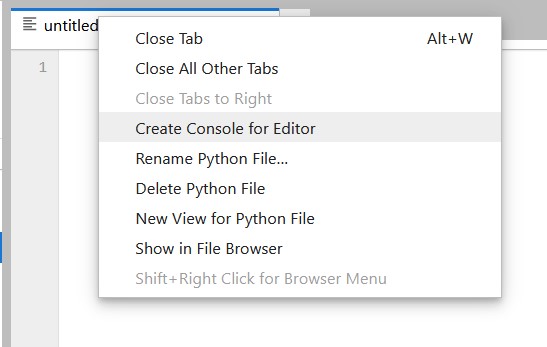 untitled
Close Tab Alt+W
Close All Other Tabs
Close Tabs to Right
1
Create Console for Editor
Rename Python File…
Delete Python File
New View for Python File
Show in File Browser
Shift+Right Click for Browser Menu